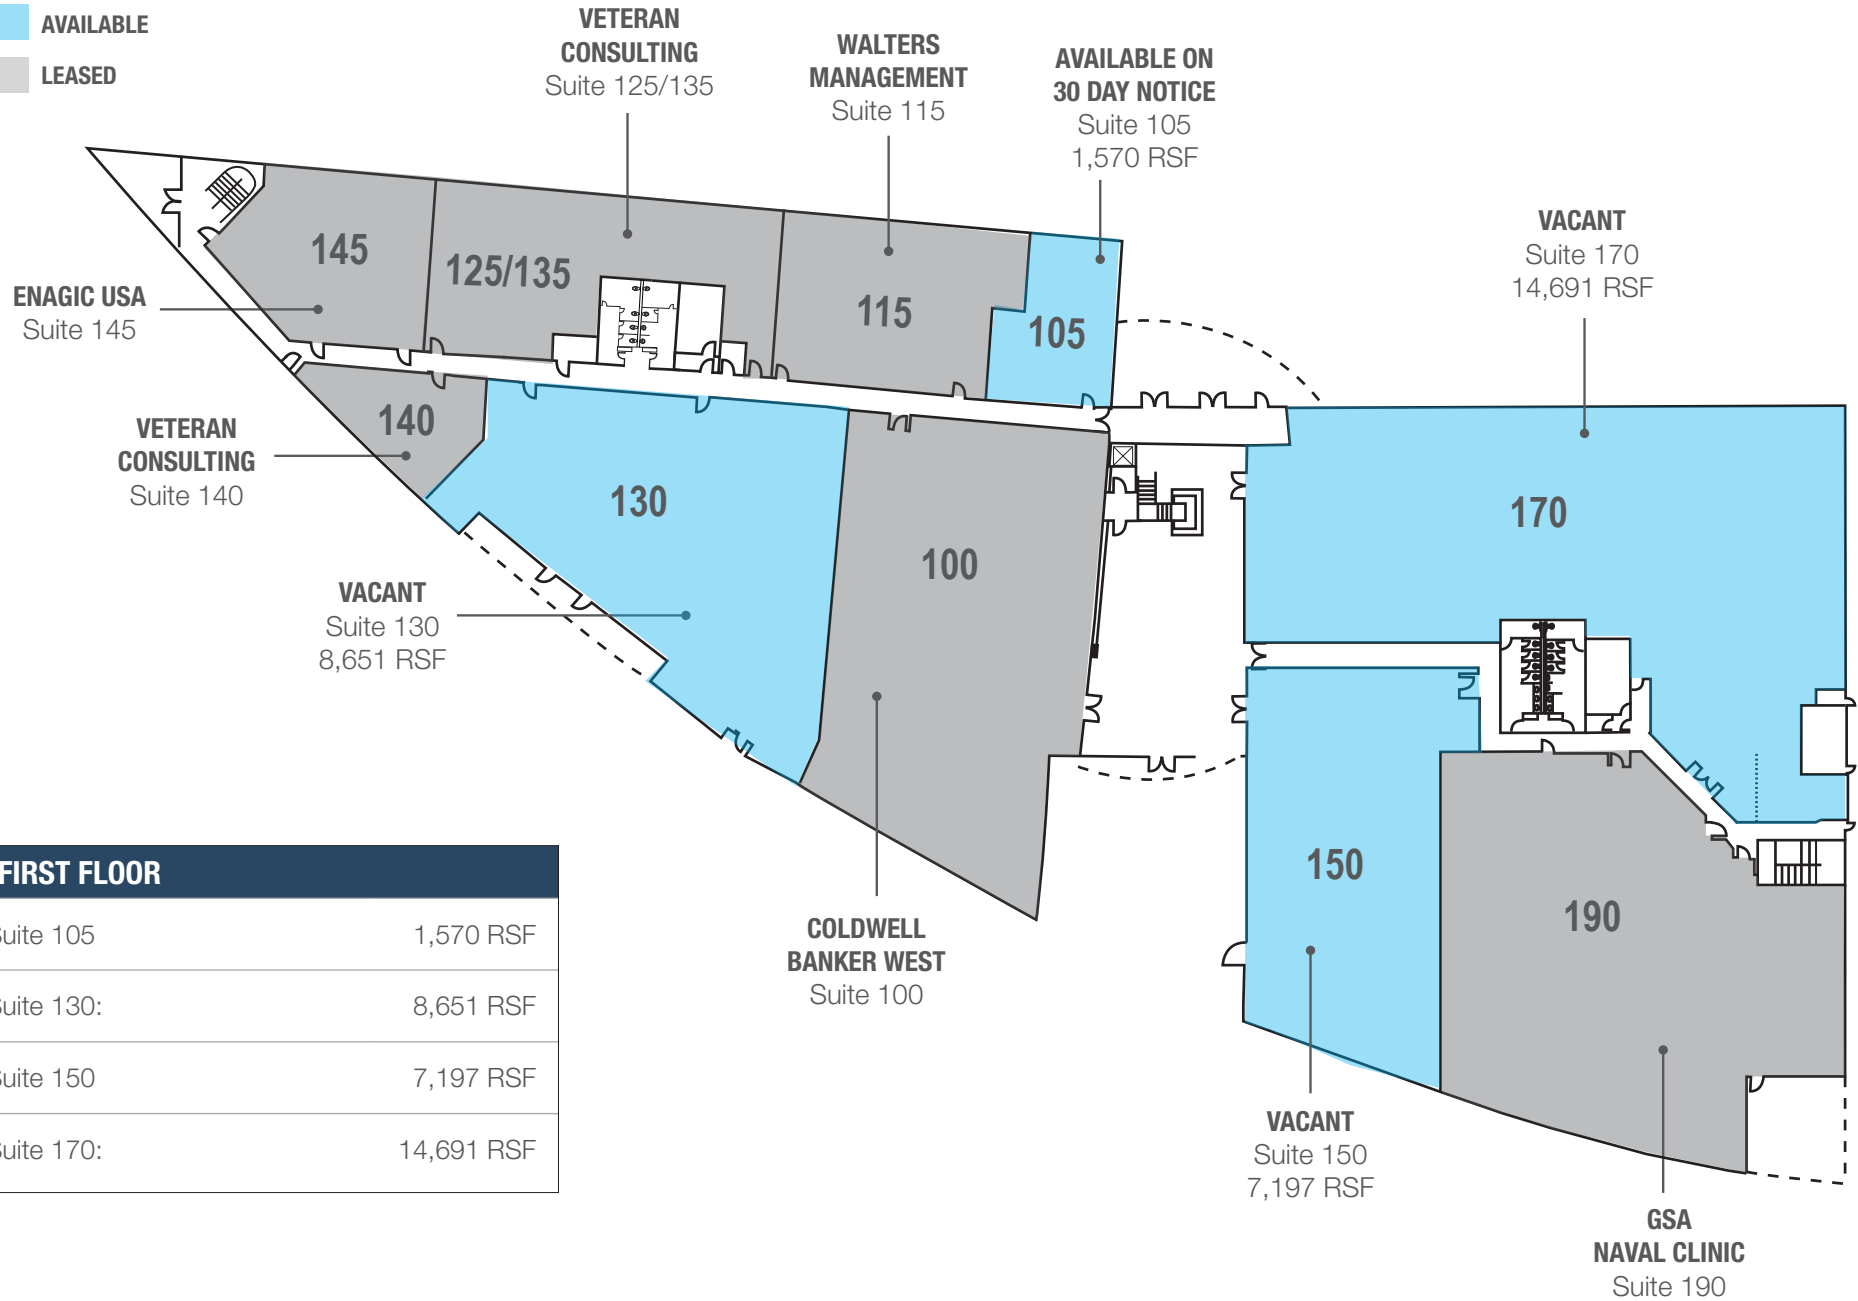 AVAILABLE
LEASED
VETERAN
CONSULTING
Suite 125/135
WALTERS
MANAGEMENT
Suite 115
AVAILABLE ON
30 DAY NOTICE
Suite 105
1,570 RSF
VACANT
Suite 170
14,691 RSF
ENAGIC USA
Suite 145
VETERAN
CONSULTING
Suite 140
VACANT
Suite 130
8,651 RSF
145
125/135
115
105
140
130
100
170
150
190
COLDWELL
BANKER WEST
Suite 100
VACANT
Suite 150
7,197 RSF
GSA
NAVAL CLINIC
Suite 190
FIRST FLOOR
Suite 105 1,570 RSF
Suite 130: 8,651 RSF
Suite 150 7,197 RSF
Suite 170: 14,691 RSF